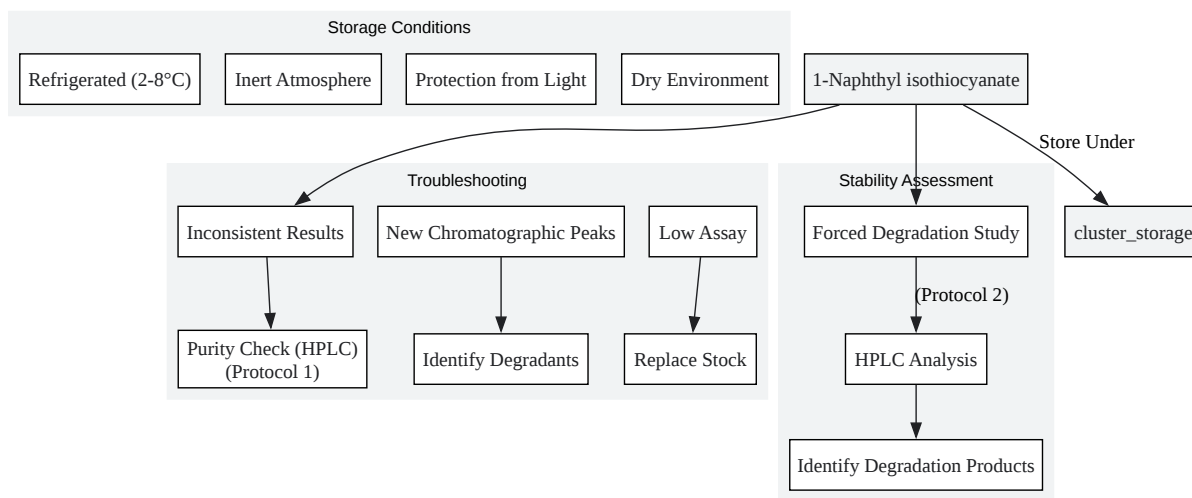 Storage Conditions
Refrigerated (2-8°C)
Inert Atmosphere
Protection from Light
Dry Environment
1-Naphthyl isothiocyanate
Store Under
Troubleshooting
Stability Assessment
Inconsistent Results
New Chromatographic Peaks
Low Assay
Forced Degradation Study
cluster_storage
(Protocol 2)
Purity Check (HPLC)
(Protocol 1)
Identify Degradants
Replace Stock
HPLC Analysis
Identify Degradation Products